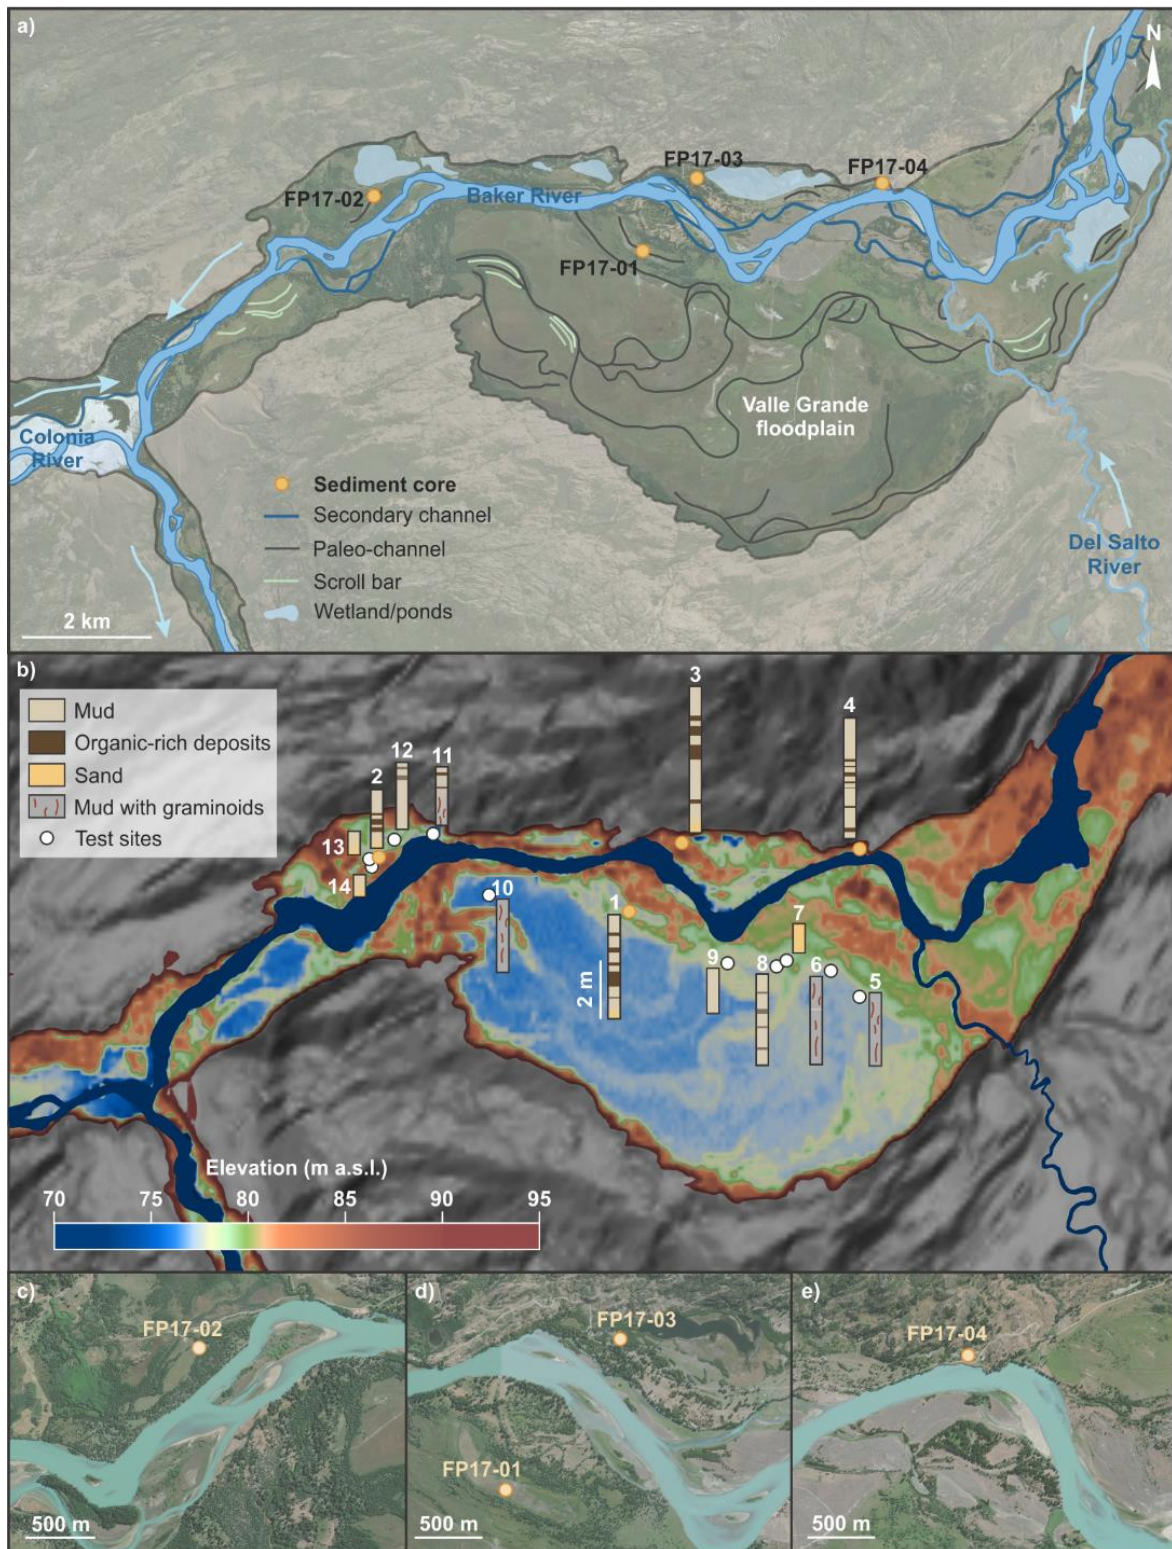 a)
N
FP17-03
FP17-04
FP17-02
Baker River
FP17-01
Valle Grande
floodplain
Colonia
River
Sediment core
Secondary channel
Paleo-channel
Scroll bar
Wetland/ponds
2 km
Del Salto
River
b)
Mud
Organic-rich deposits
Sand
Mud with graminoids
Test sites
3
4
12
11
2
13
14
10
1
7
9
8
6
5
2 m
Elevation (m a.s.l.)
70 75 80 85 90 95
c)
FP17-02
500 m
d)
FP17-03
FP17-01
500 m
e)
FP17-04
500 m